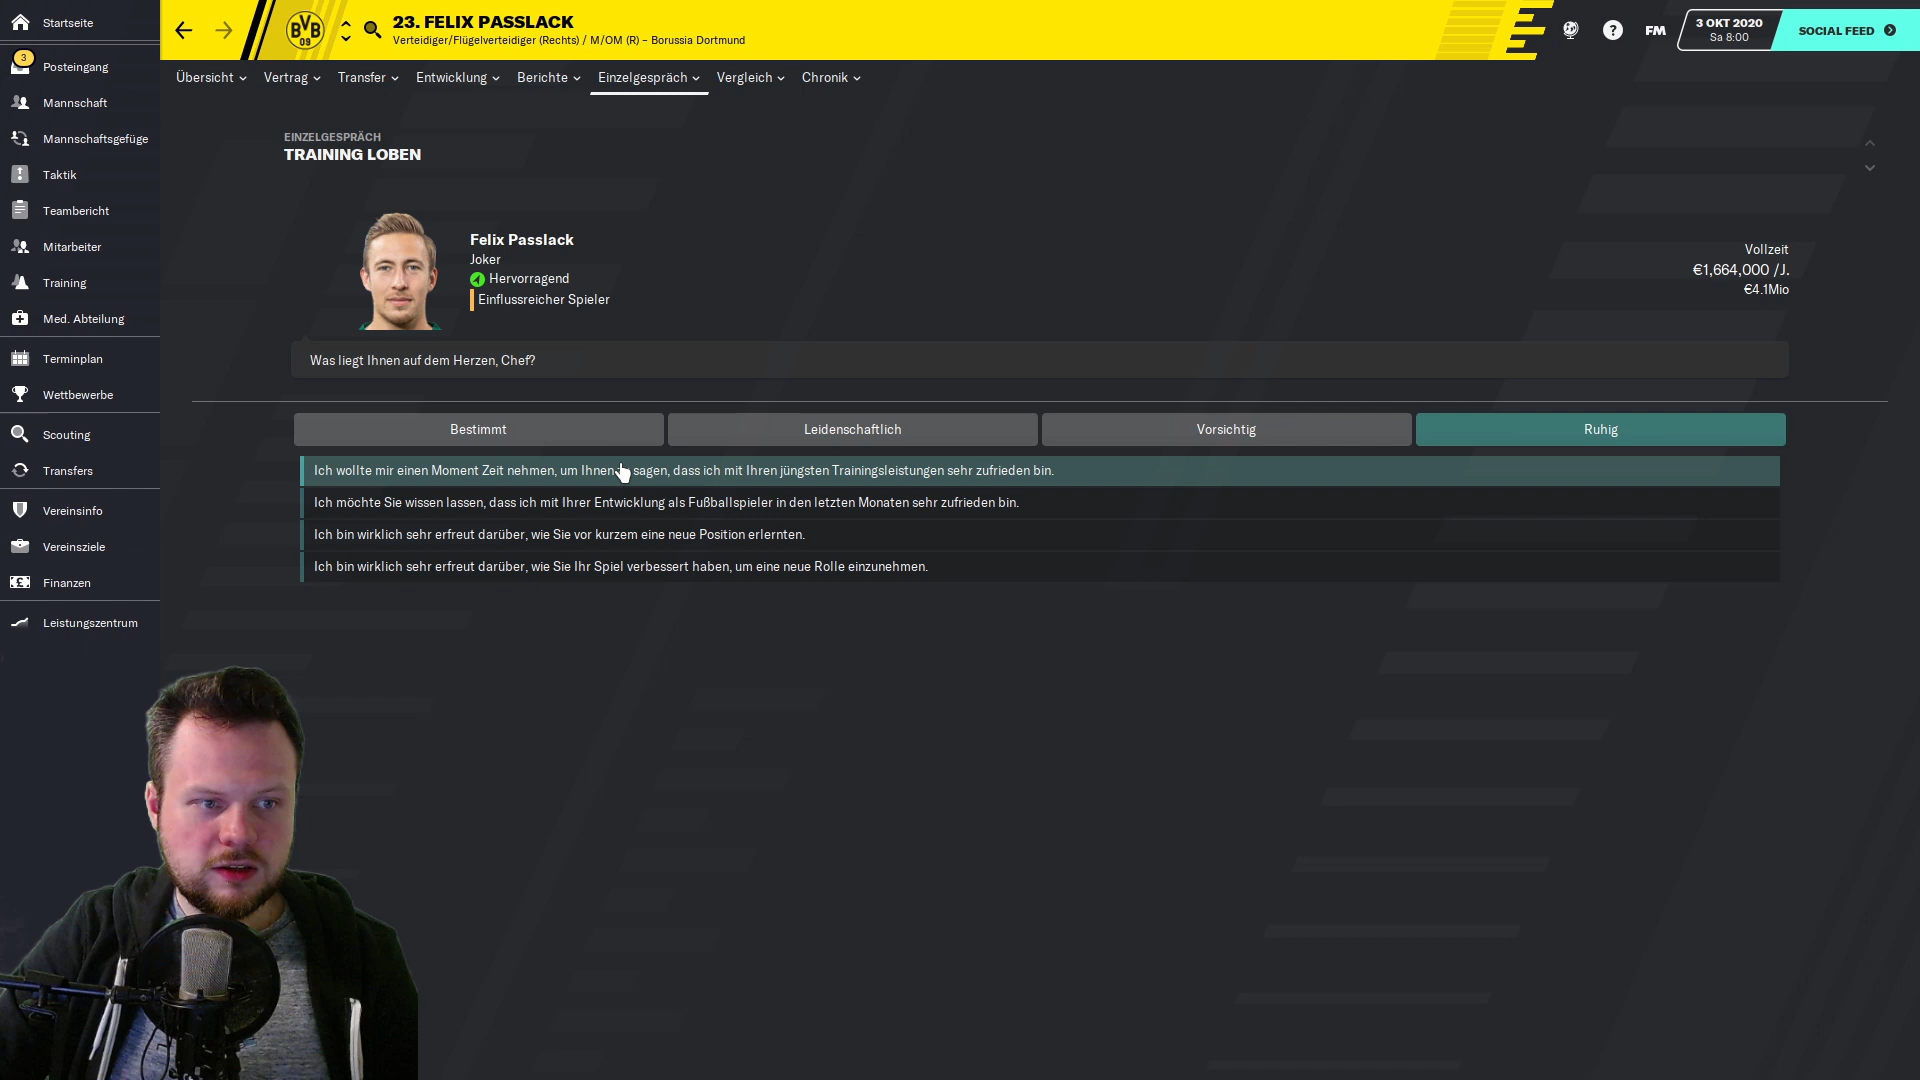 Startseite
3
Posteingang
Mannschaft
Mannschaftsgefüge
Taktik
Teambericht
Mitarbeiter
Training
Med. Abteilung
Terminplan
Wettbewerbe
Scouting
Transfers
Vereinsinfo
Vereinsziele
Finanzen
Leistungszentrum
BVB
09
23. FELIX PASSLACK
Verteidiger/Flügelverteidiger (Rechts) / M/OM (R) – Borussia Dortmund
?
FM
3 OKT 2020
Sa 8:00
SOCIAL FEED
Übersicht Vertrag Transfer Entwicklung Berichte Einzelgespräch Vergleich Chronik
EINZELGESPRÄCH
TRAINING LOBEN
Felix Passlack
Joker
Hervorragend
Einflussreicher Spieler
Vollzeit
€1,664,000 /J.
€4.1Mio
Was liegt Ihnen auf dem Herzen, Chef?
Bestimmt Leidenschaftlich Vorsichtig Ruhig
Ich wollte mir einen Moment Zeit nehmen, um Ihnen sagen, dass ich mit Ihren jüngsten Trainingsleistungen sehr zufrieden bin.
Ich möchte Sie wissen lassen, dass ich mit Ihrer Entwicklung als Fußballspieler in den letzten Monaten sehr zufrieden bin.
Ich bin wirklich sehr erfreut darüber, wie Sie vor kurzem eine neue Position erlernten.
Ich bin wirklich sehr erfreut darüber, wie Sie Ihr Spiel verbessert haben, um eine neue Rolle einzunehmen.